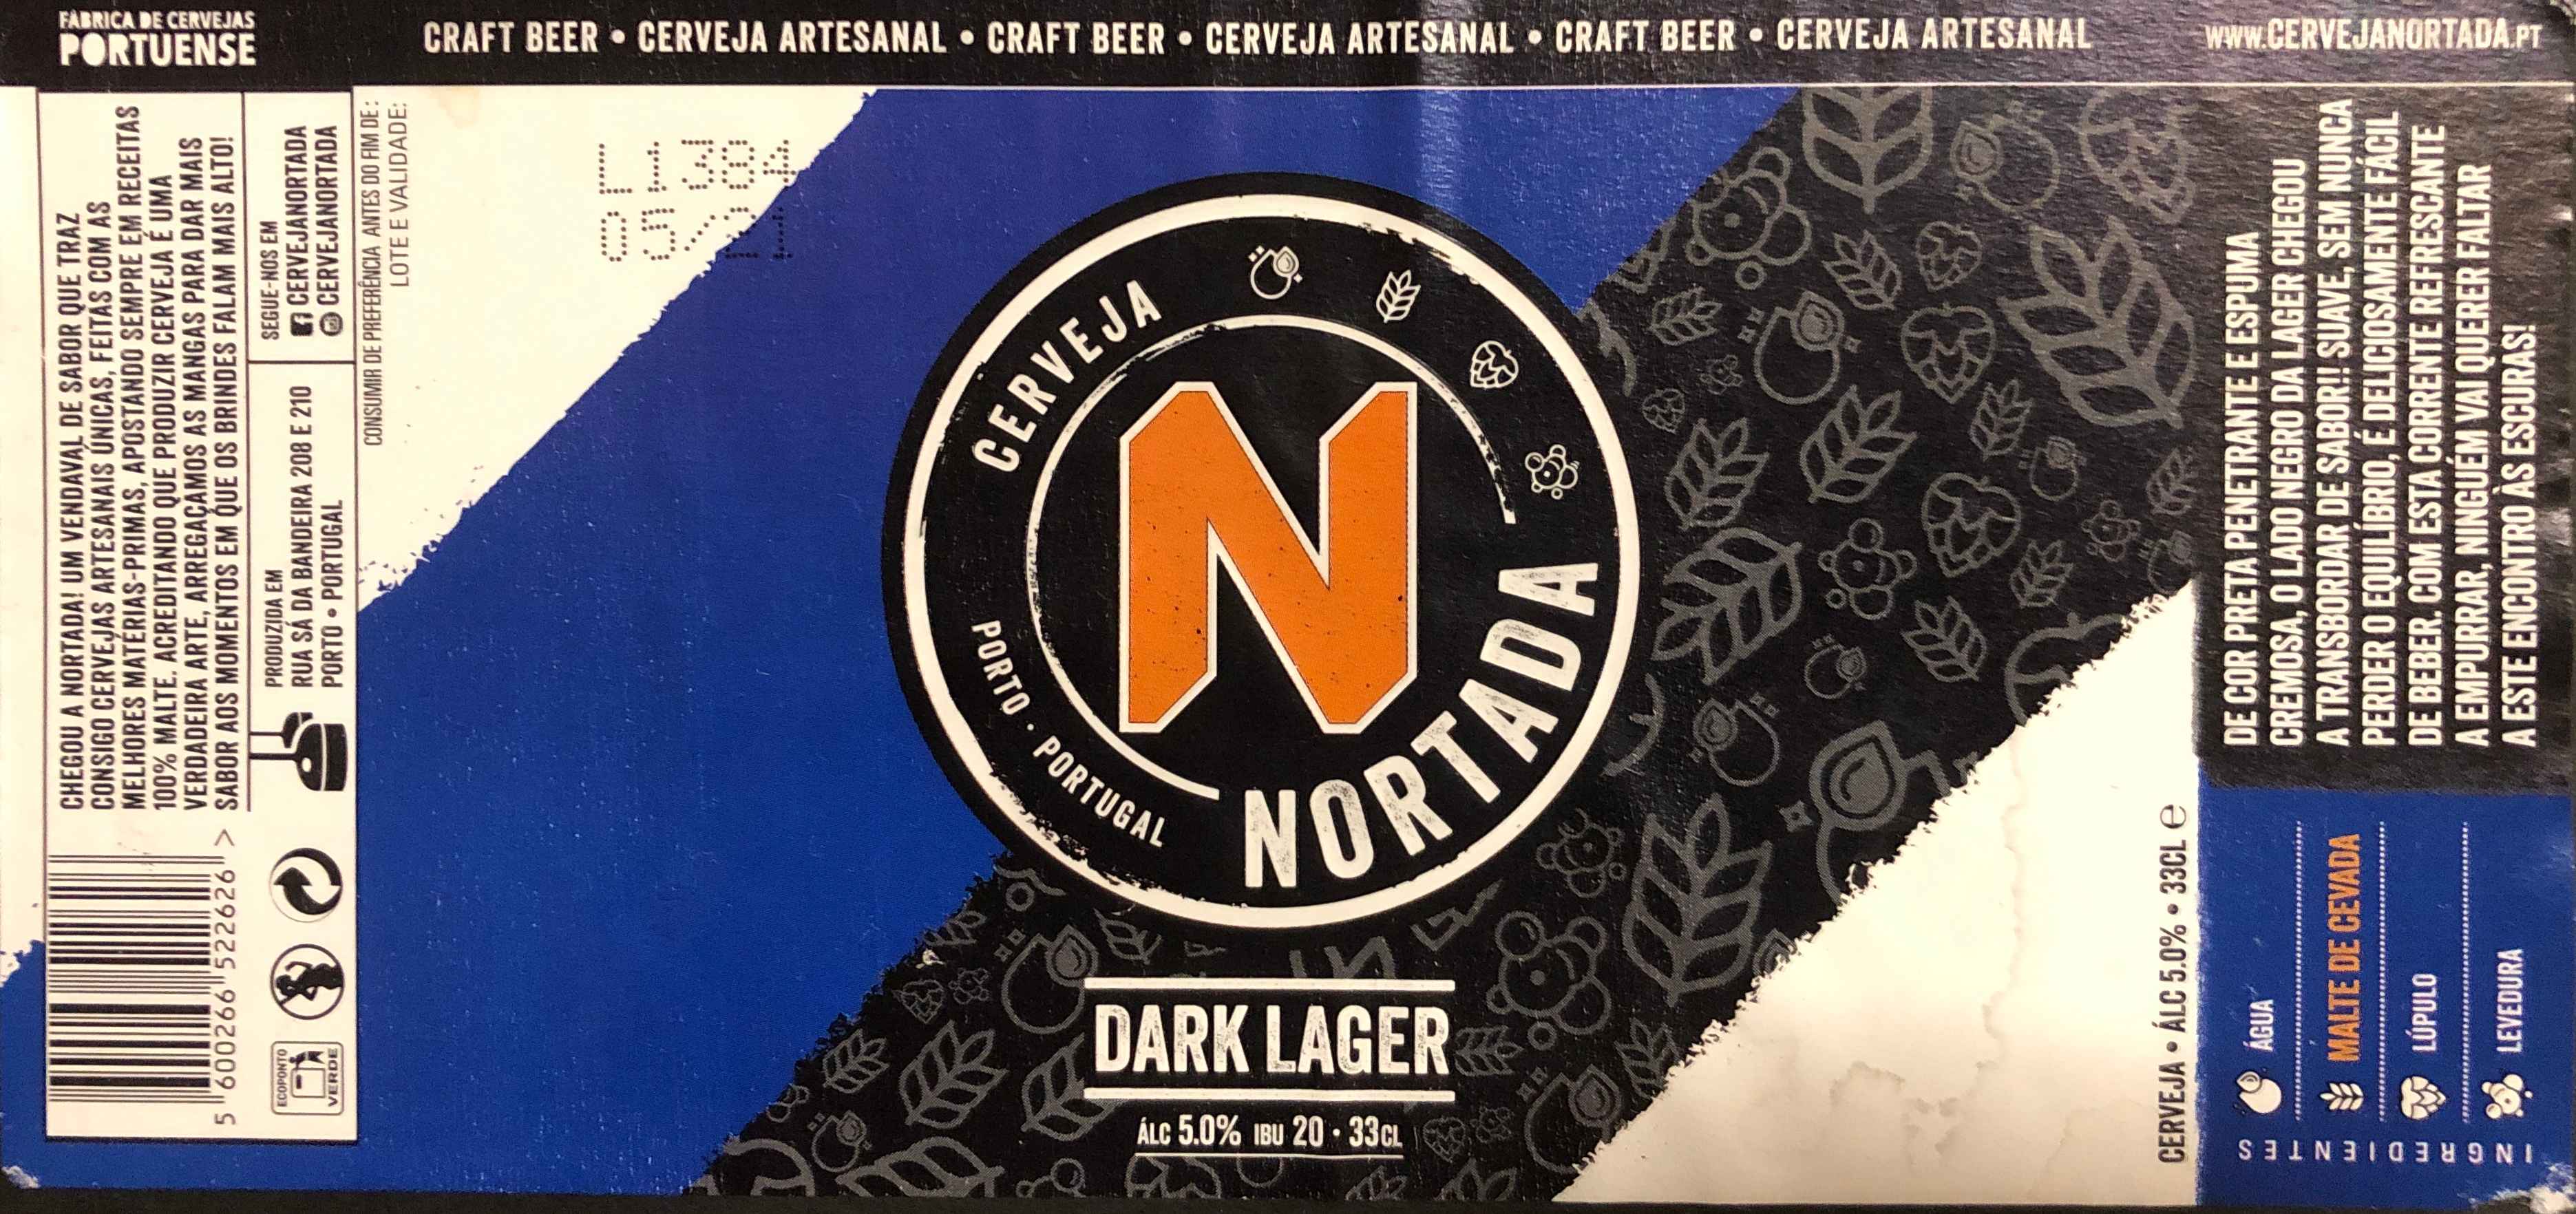 FÁBRICA DE CERVEJAS
PORTUENSE
CRAFT BEER • CERVEJA ARTESANAL • CRAFT BEER • CERVEJA ARTESANAL • CRAFT BEER • CERVEJA ARTESANAL
WWW.CERVEJANORTADA.PT
CHEGOU A NORTADA! UM VENDAVAL DE SABOR QUE TRAZ
CONSIGO CERVEJAS ARTESANAIS ÚNICAS, FEITAS COM AS
MELHORES MATÉRIAS-PRIMAS, APOSTANDO SEMPRE EM RECEITAS
100% MALTE. ACREDITANDO QUE PRODUZIR CERVEJA É UMA
VERDADEIRA ARTE, ARREGAÇAMOS AS MANGAS PARA DAR MAIS
SABOR AOS MOMENTOS EM QUE OS BRINDES FALAM MAIS ALTO!
SEGUE-NOS EM
CERVEJANORTADA
CERVEJANORTADA
PRODUZIDA EM
RUA SÁ DA BANDEIRA 208 E 210
PORTO • PORTUGAL
5 600266 522626 >
ECOPONTO
VERDE
CONSUMIR DE PREFERÊNCIA ANTES DO FIM DE:
LOTE E VALIDADE:
L1384
05/21
CERVEJA
N
NORTADA
PORTO • PORTUGAL
DARK LAGER
ÁLC 5.0% IBU 20 • 33CL
CERVEJA • ÁLC 5.0% • 33CL e
DE COR PRETA PENETRANTE E ESPUMA
CREMOSA, O LADO NEGRO DA LAGER CHEGOU
A TRANSBORDAR DE SABOR!! SUAVE, SEM NUNCA
PERDER O EQUILÍBRIO, É DELICIOSAMENTE FÁCIL
DE BEBER. COM ESTA CORRENTE REFRESCANTE
A EMPURRAR, NINGUÉM VAI QUERER FALTAR
A ESTE ENCONTRO ÀS ESCURAS!
INGREDIENTES
ÁGUA
MALTE DE CEVADA
LÚPULO
LEVEDURA